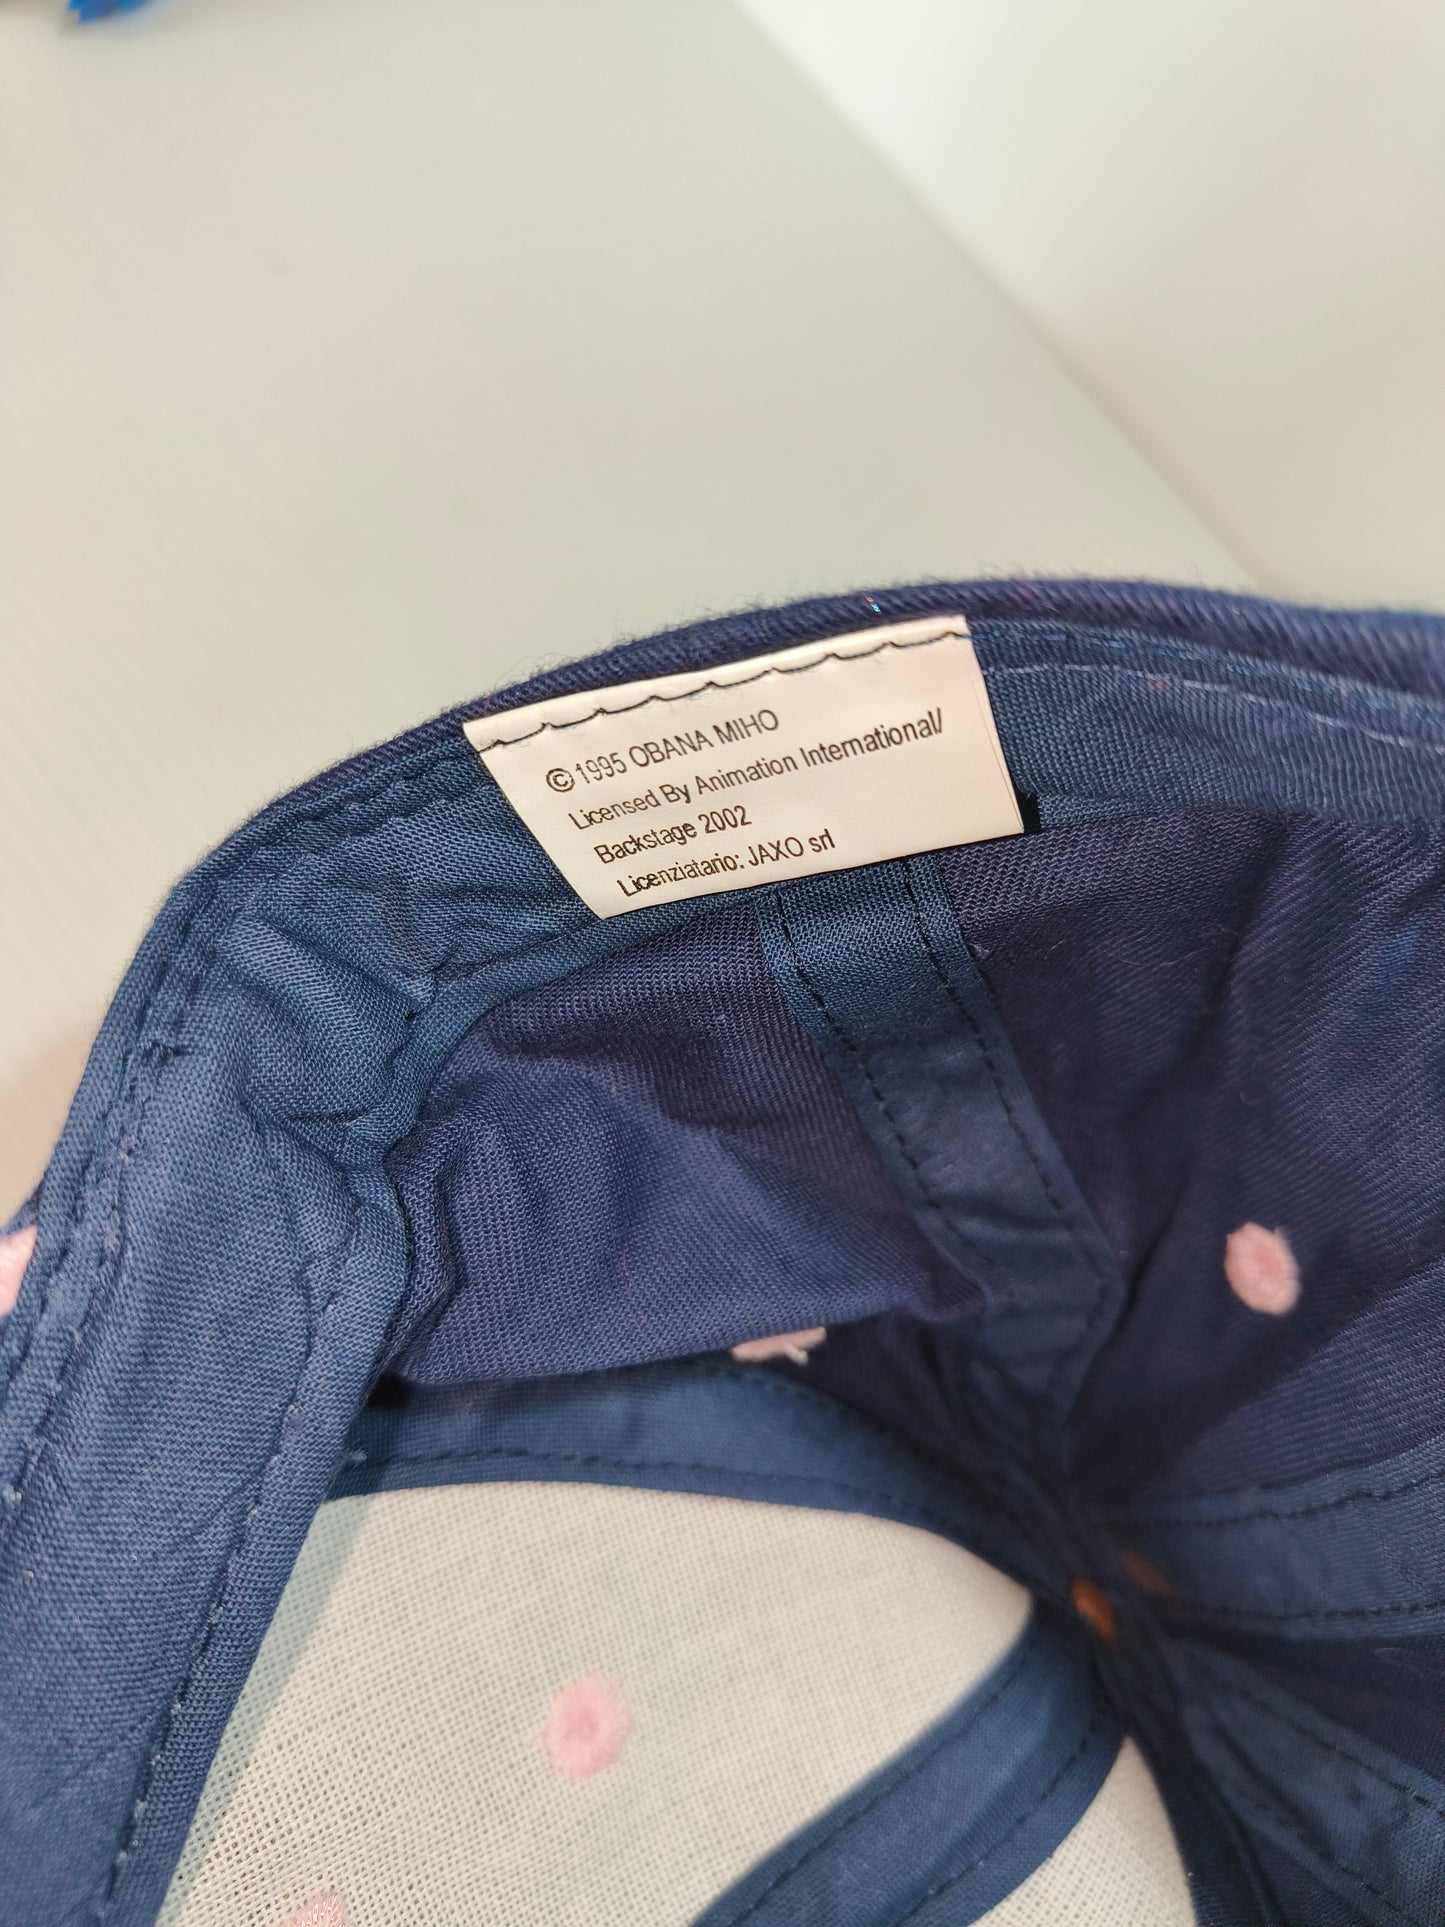 © 1995 OBANA MIHO
Licensed By Animation International/
Backstage 2002
Licenziatario: JAXO srl